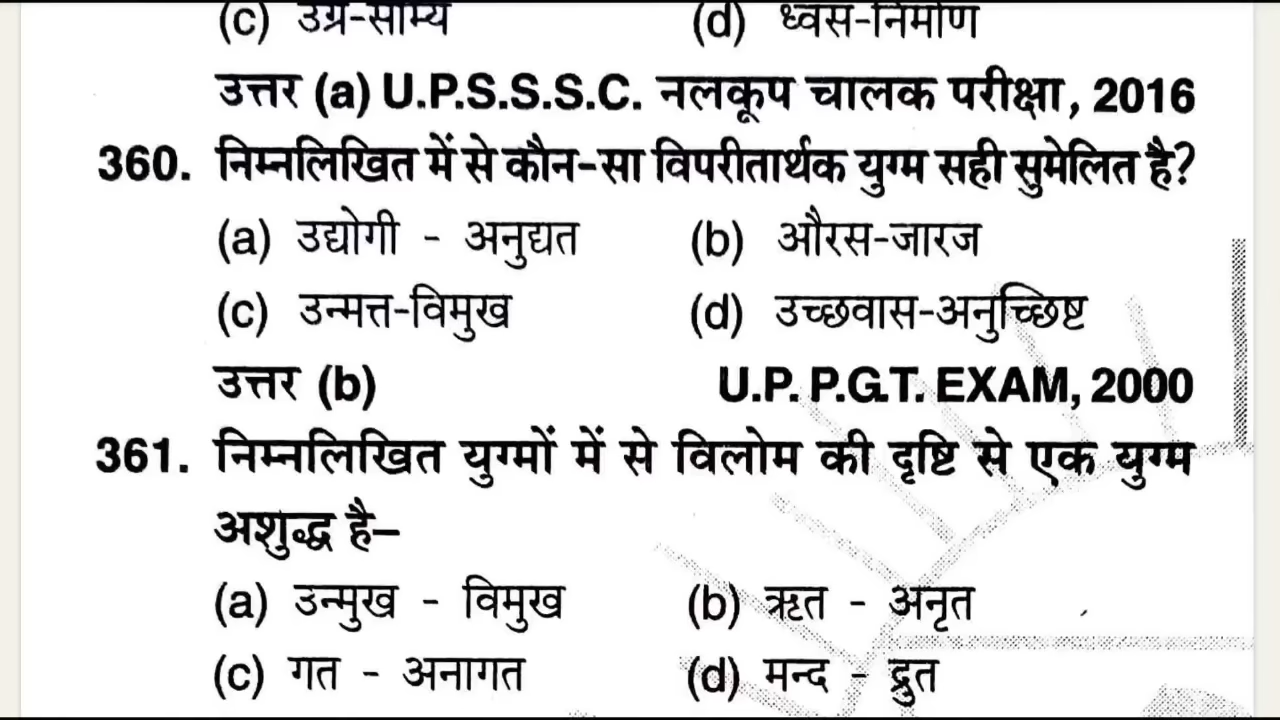 (c) उग्र-साम्य (d) ध्वस-निमाण
उत्तर (a) U.P.S.S.S.C. नलकूप चालक परीक्षा, 2016
360. निम्नलिखित में से कौन-सा विपरीतार्थक युग्म सही सुमेलित है?
(a) उद्योगी - अनुद्यत (b) औरस-जारज
(c) उन्मत्त-विमुख (d) उच्छवास-अनुच्छिष्ट
उत्तर (b) U.P. P.G.T. EXAM, 2000
361. निम्नलिखित युग्मों में से विलोम की दृष्टि से एक युग्म
अशुद्ध है–
(a) उन्मुख - विमुख (b) ऋत - अनृत
(c) गत - अनागत (d) मन्द - द्रुत